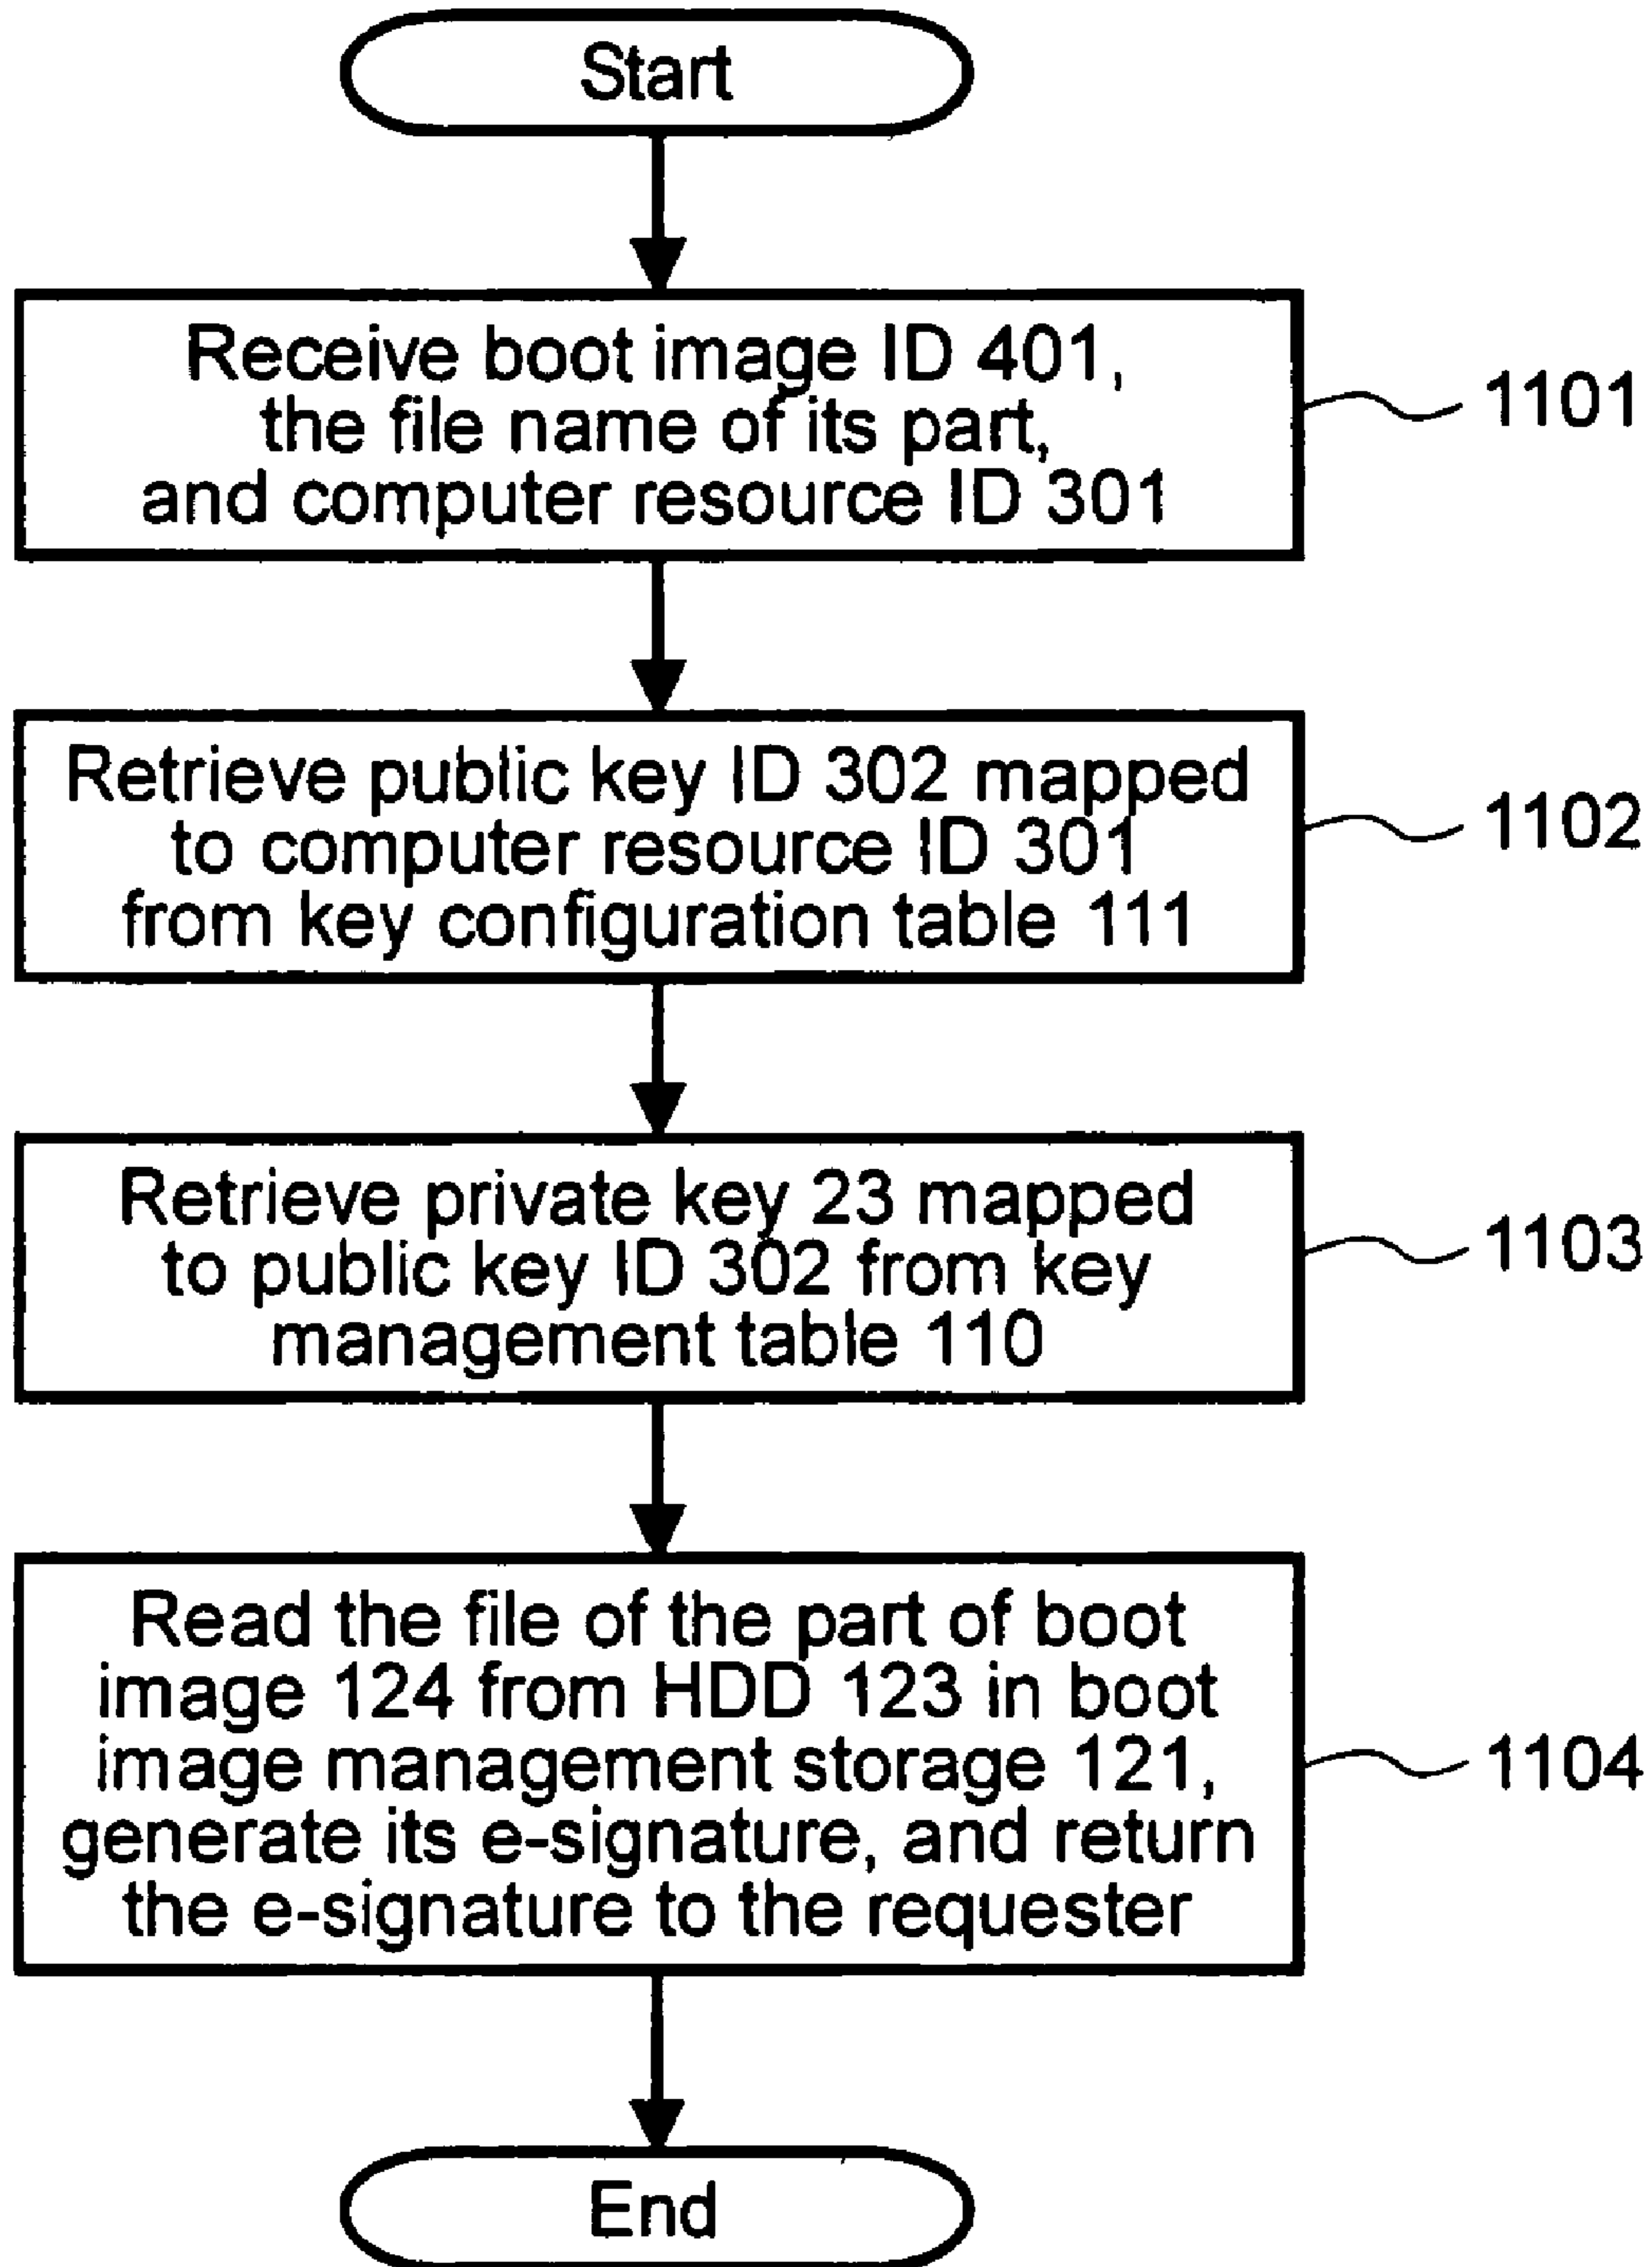 Start
Receive boot image ID 401,
the file name of its part,
and computer resource ID 301
1101
Retrieve public key ID 302 mapped
to computer resource ID 301
from key configuration table 111
1102
Retrieve private key 23 mapped
to public key ID 302 from key
management table 110
1103
Read the file of the part of boot
image 124 from HDD 123 in boot
image management storage 121,
generate its e-signature, and return
the e-signature to the requester
1104
End